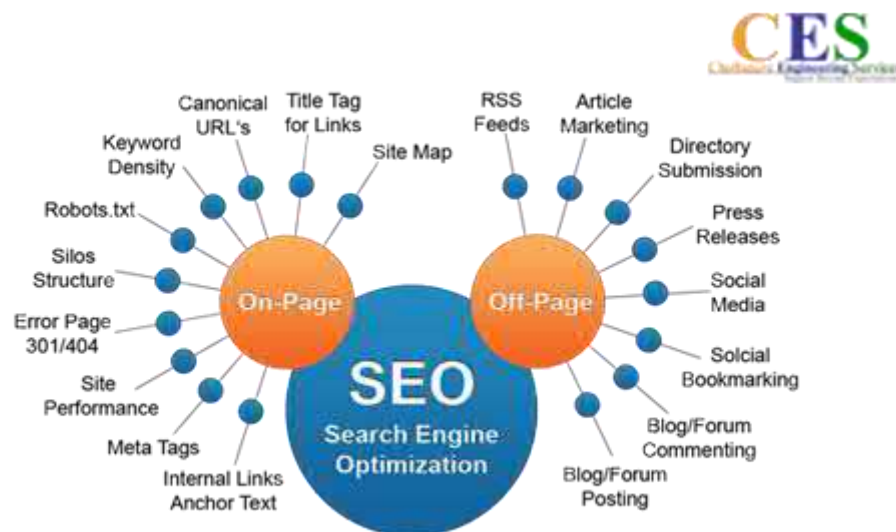 CES
Engineering Service
Canonical
URL's
Title Tag
for Links
Site Map
Keyword
Density
Robots.txt
Silos
Structure
Error Page
301/404
Site
Performance
Meta Tags
Internal Links
Anchor Text
On-Page
SEO
Search Engine
Optimization
Off-Page
RSS
Feeds
Article
Marketing
Directory
Submission
Press
Releases
Social
Media
Solcial
Bookmarking
Blog/Forum
Commenting
Blog/Forum
Posting